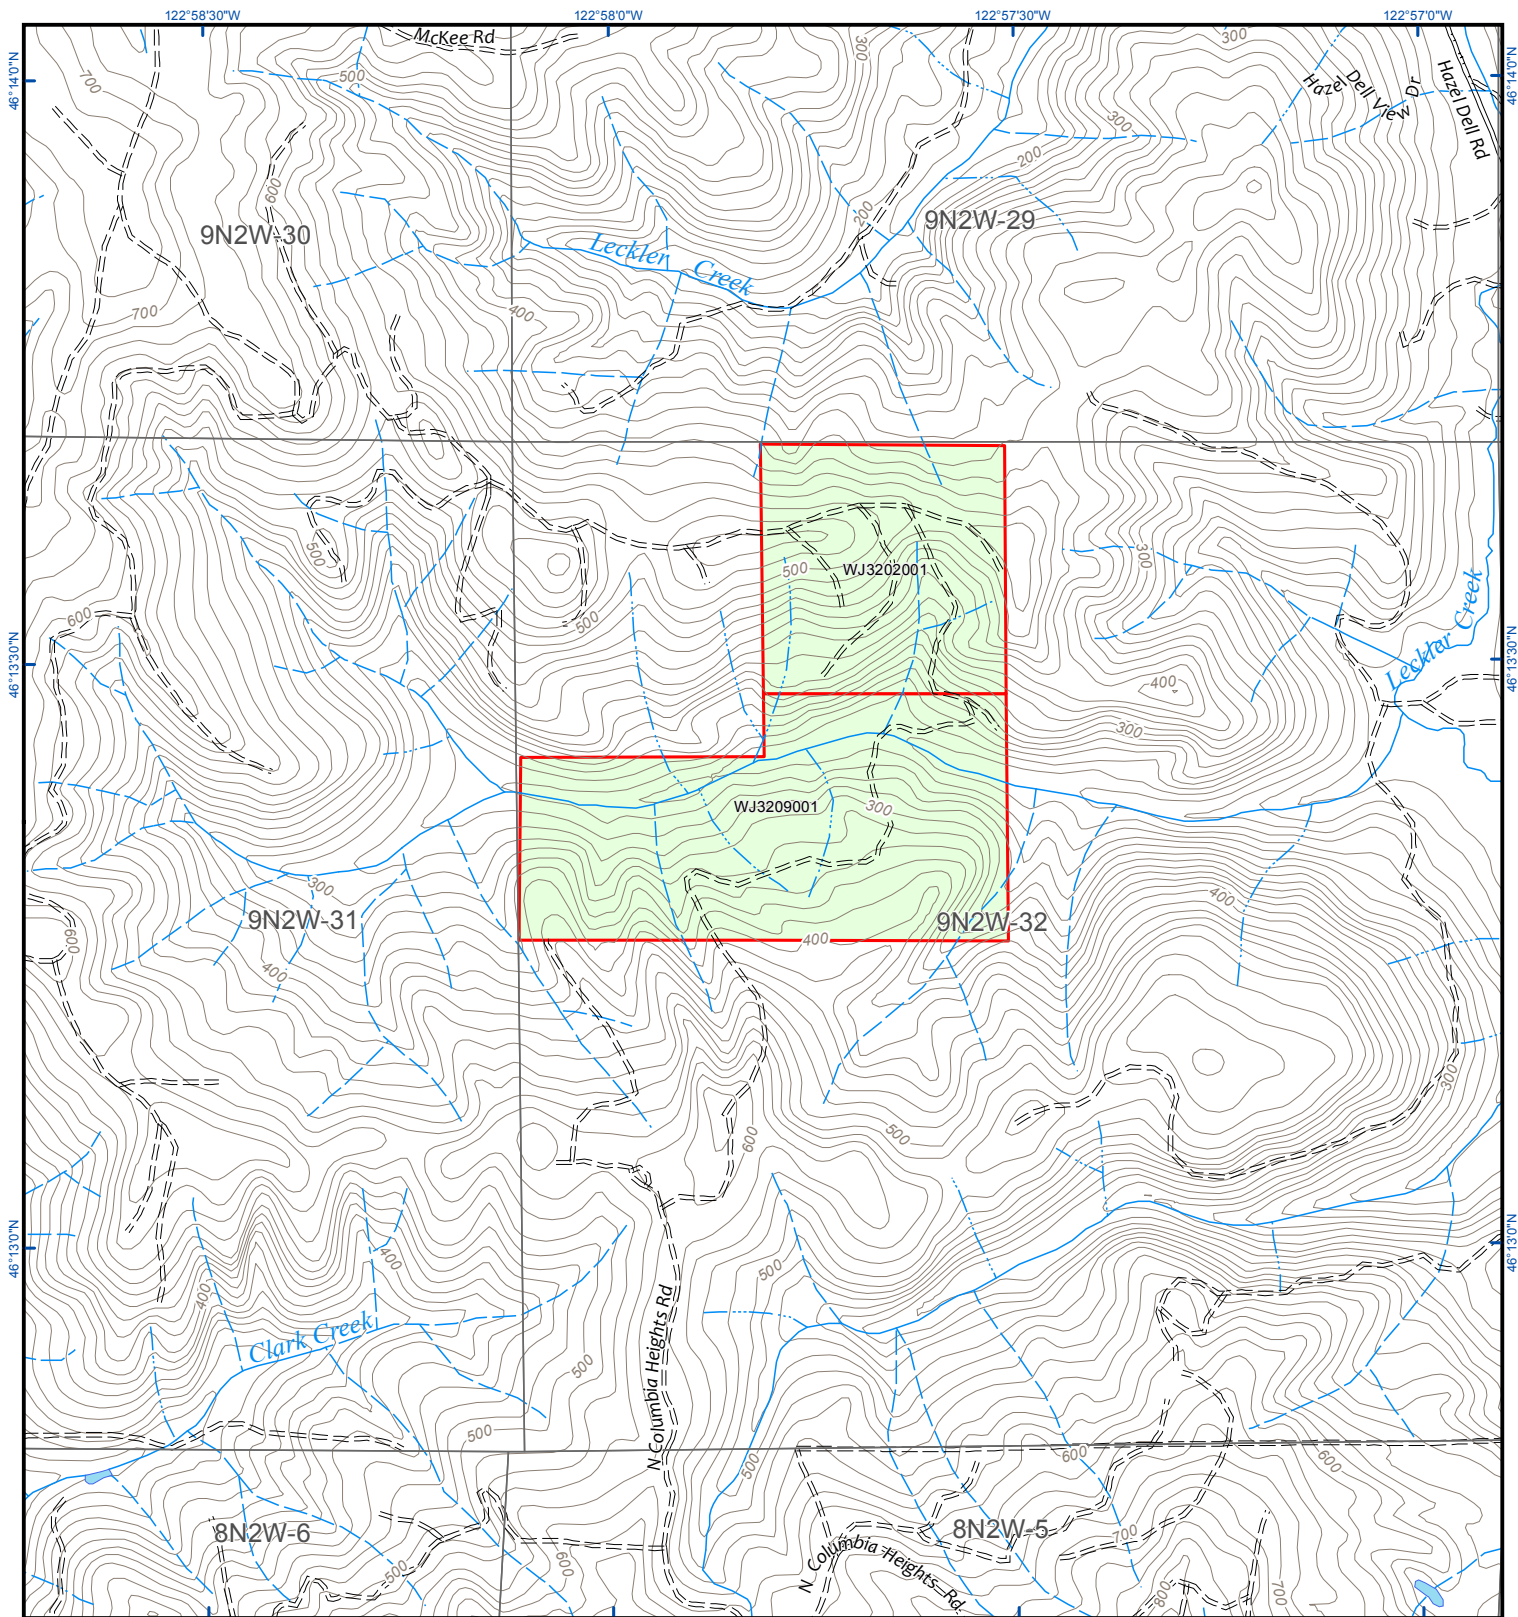 122°58'30"W
122°58'0"W
122°57'30"W
122°57'0"W
McKee Rd
300
300
46°14'0"N
700
500
Hazel Dell View Dr
Hazel Dell Rd
46°14'0"N
300
200
600
200
9N2W-30
9N2W-29
Leckler Creek
700
400
500
500
WJ3202001
300
600
500
Leckler Creek
46°13'30"N
46°13'30"N
400
300
WJ3209001
300
300
400
9N2W-31
9N2W-32
600
400
400
300
600
500
46°13'0"N
46°13'0"N
400
500
400
Clark Creek
N Columbia Heights Rd
500
500
500
600
600
8N2W-6
8N2W-5
700
N Columbia Heights Rd
500
600
800
700